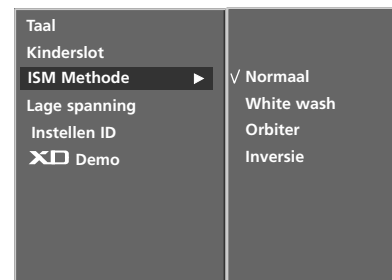 Taal
Kinderslot
ISM Methode ►
Lage spanning
Instellen ID
XD Demo
√ Normaal
White wash
Orbiter
Inversie